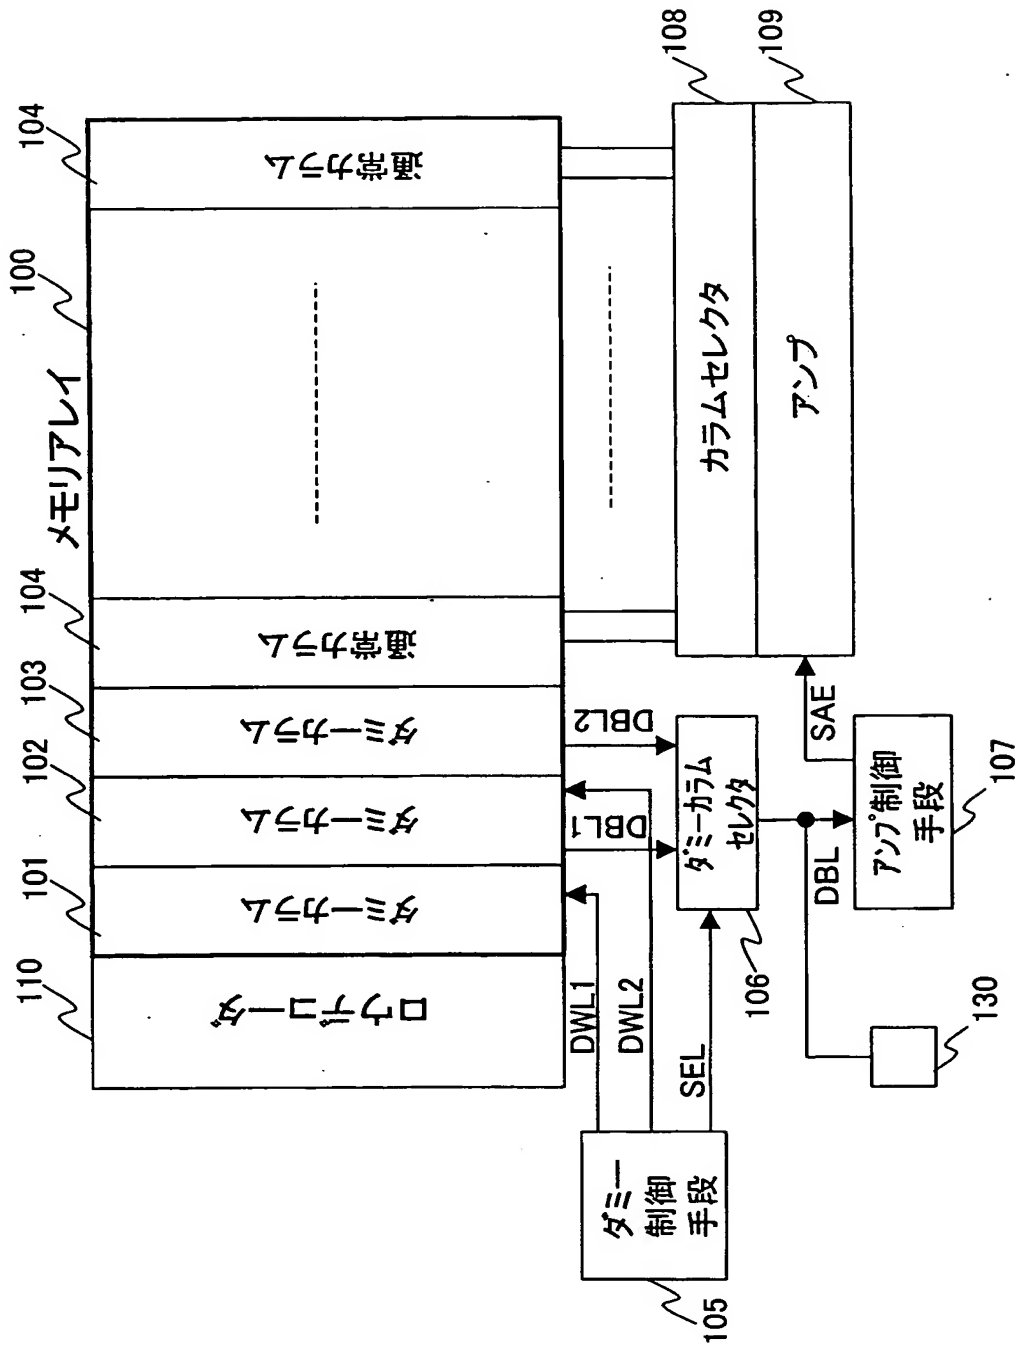 メモリアレイ
100
110
101
102
103
104
104
ロウデコーダ
ダミーカラム
ダミーカラム
ダミーカラム
通常カラム
通常カラム
DWL1
DWL2
DBL1
DBL2
SEL
105
ダミー
制御
手段
106
ダミーカラム
セレクタ
DBL
130
107
アンプ制御
手段
SAE
108
カラムセレクタ
109
アンプ